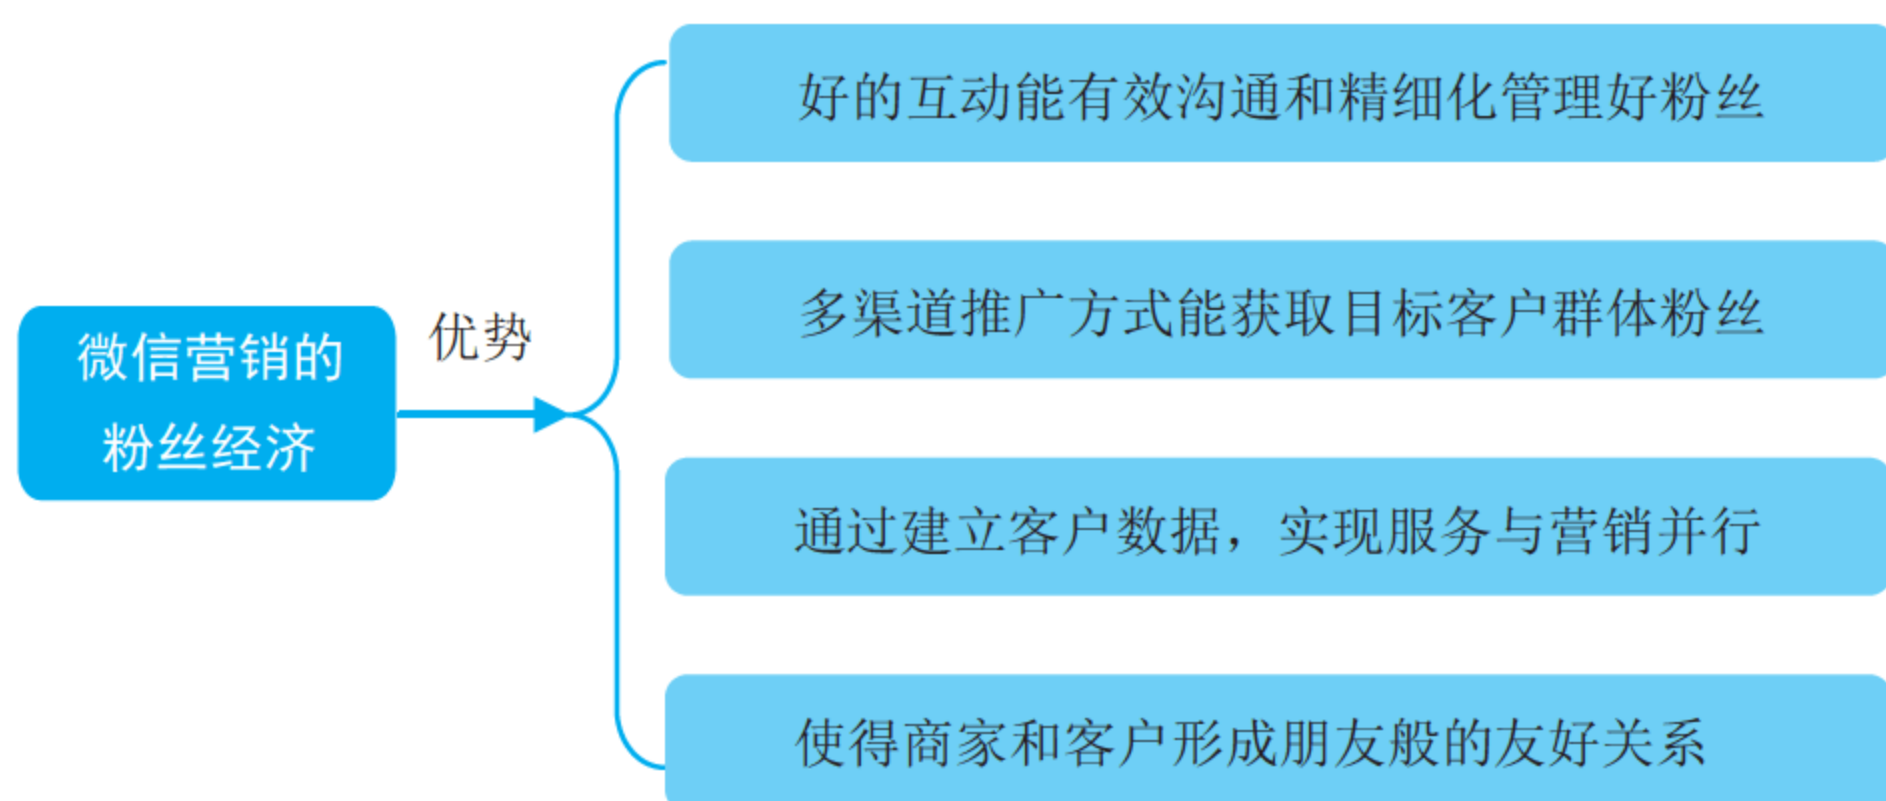 微信营销的
粉丝经济
优势
好的互动能有效沟通和精细化管理好粉丝
多渠道推广方式能获取目标客户群体粉丝
通过建立客户数据，实现服务与营销并行
使得商家和客户形成朋友般的友好关系